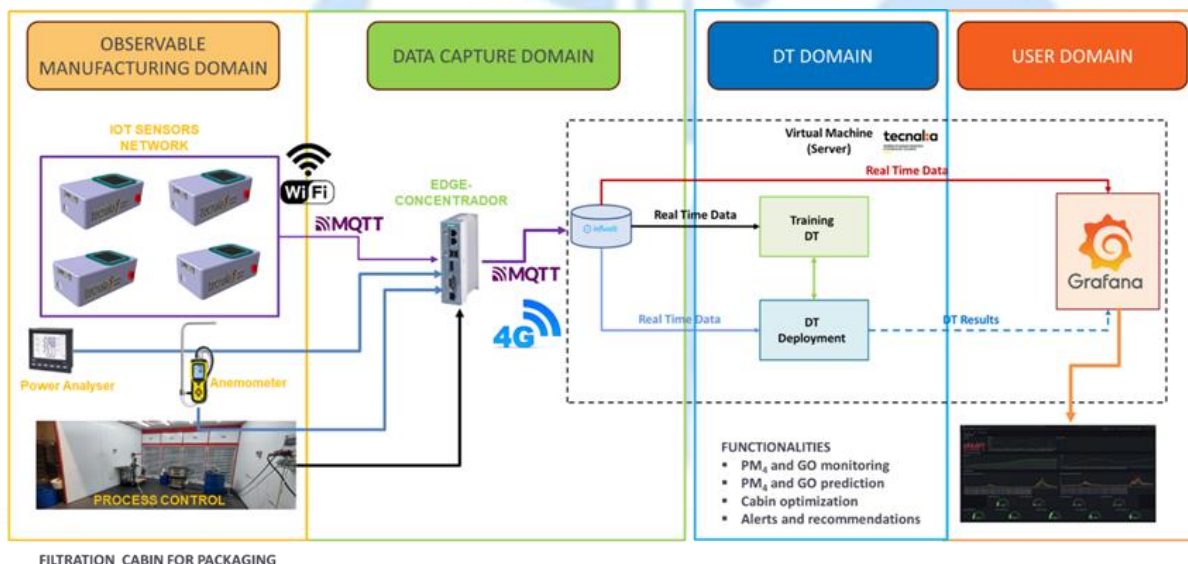 OBSERVABLE
MANUFACTURING DOMAIN
DATA CAPTURE DOMAIN
DT DOMAIN
USER DOMAIN
IOT SENSORS
NETWORK
WiFi
MQTT
EDGE-
CONCENTRADOR
MQTT
4G
Virtual Machine
(Server)
tecnalia
Real Time Data
Real Time Data
Training
DT
Real Time Data
DT
Deployment
DT Results
Grafana
Power Analyser
Anemometer
PROCESS CONTROL
FUNCTIONALITIES
▪ PM₄ and GO monitoring
▪ PM₄ and GO prediction
▪ Cabin optimization
▪ Alerts and recommendations
FILTRATION CABIN FOR PACKAGING